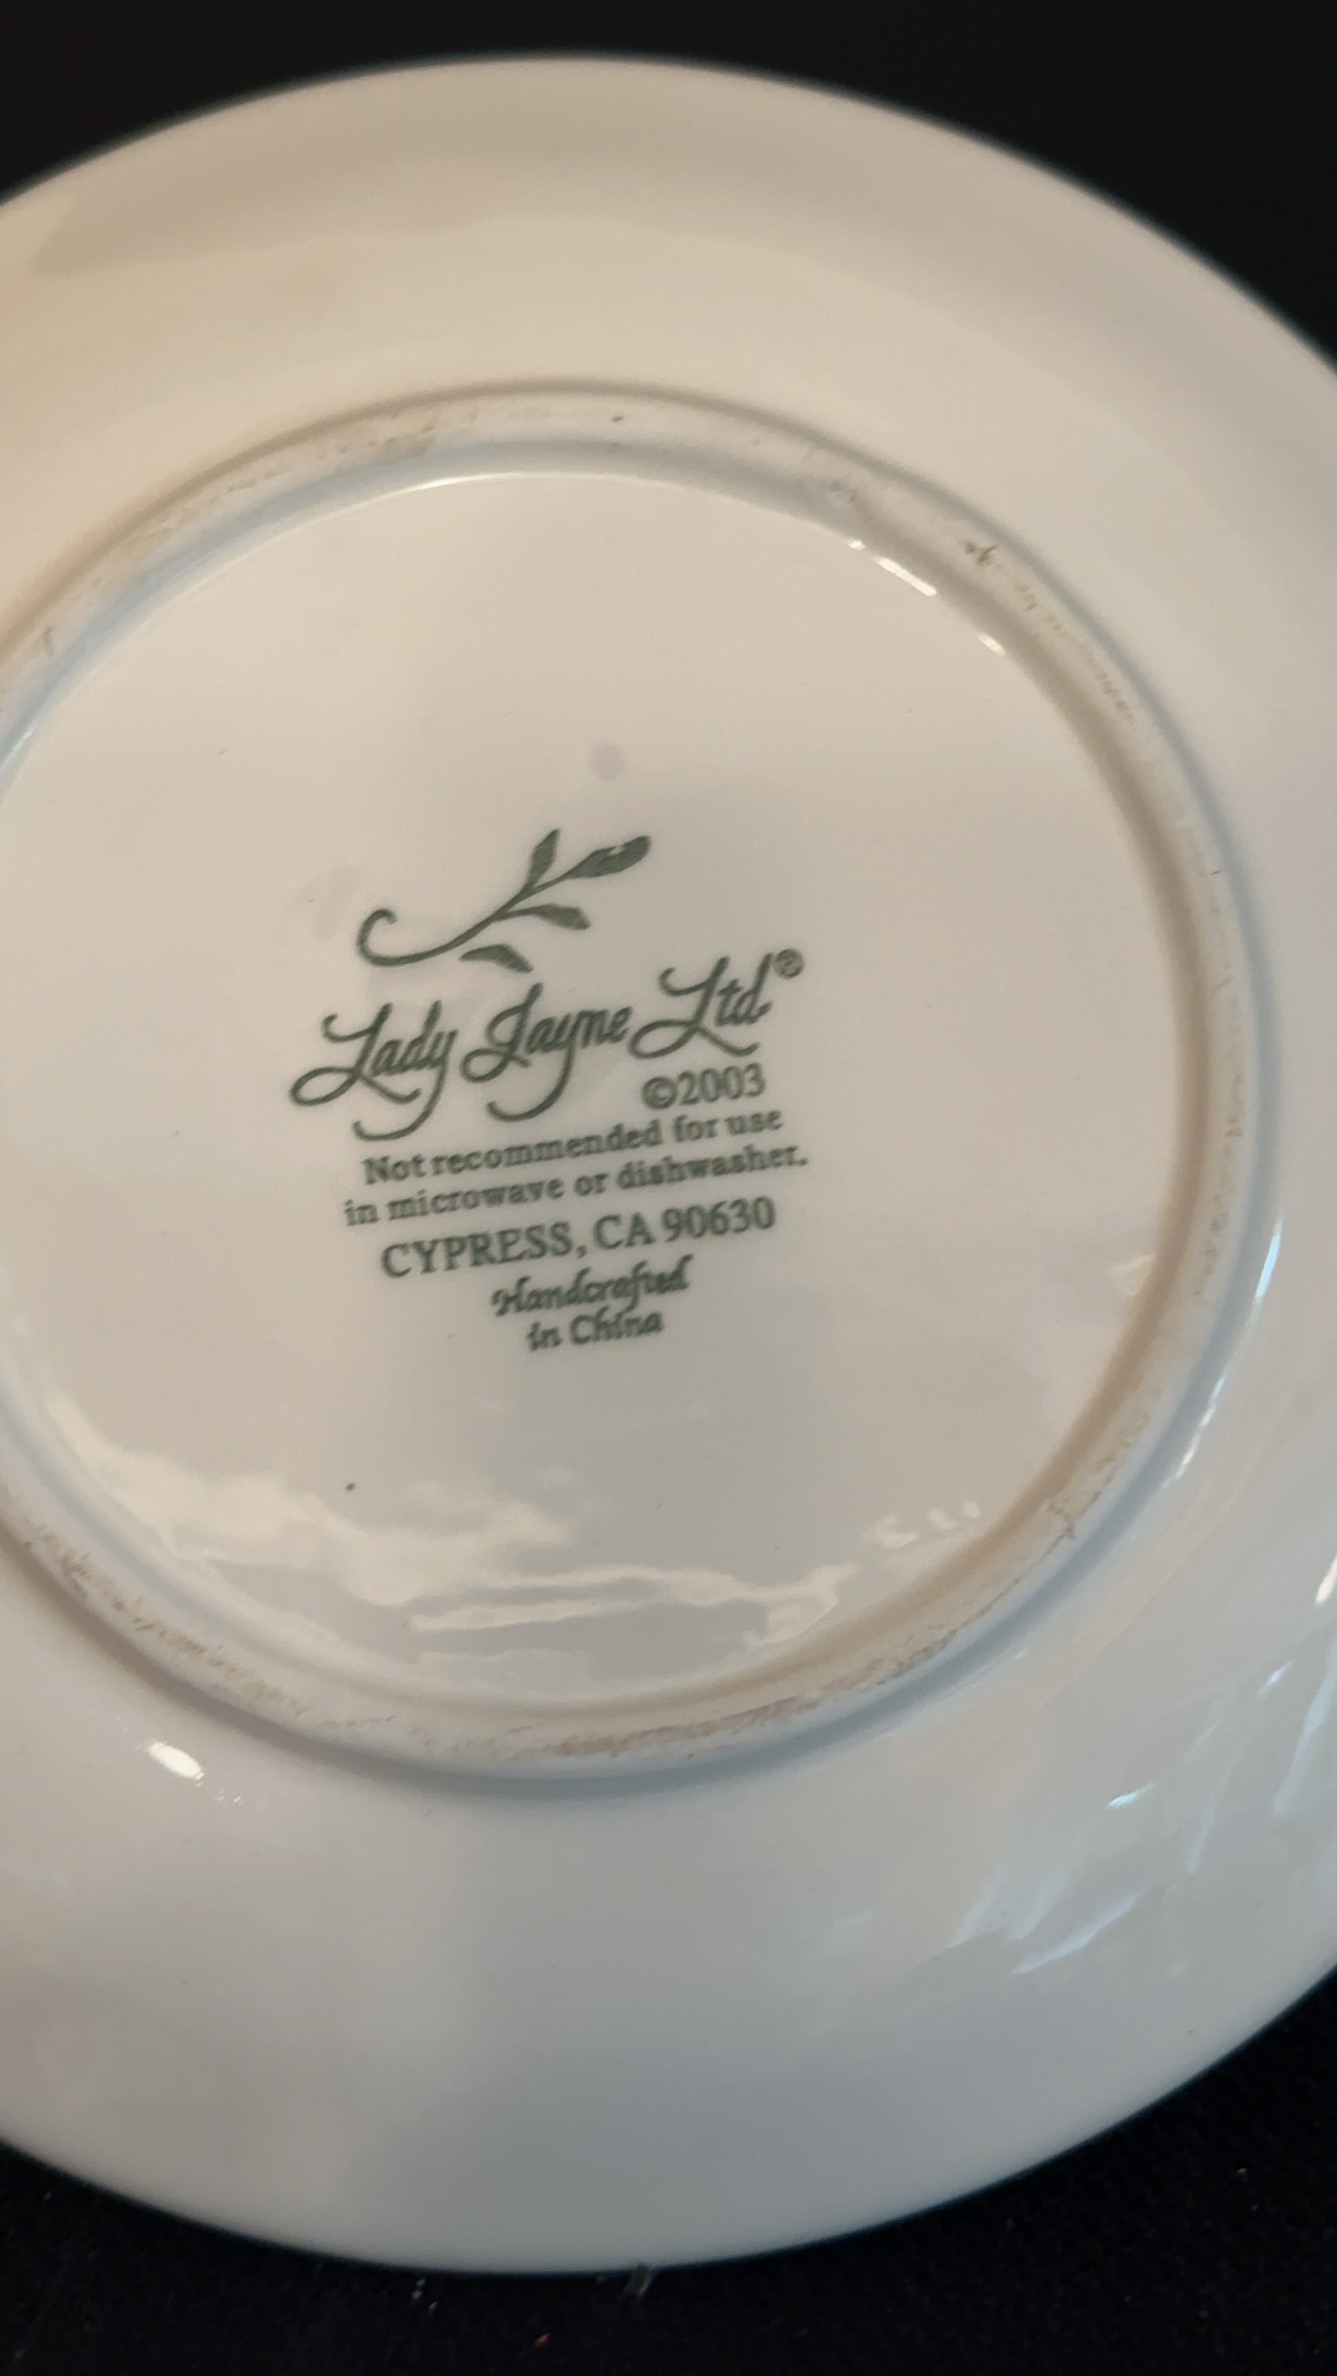 Lady Jayne Ltd®
©2003
Not recommended for use
in microwave or dishwasher.
CYPRESS, CA 90630
Handcrafted
in China